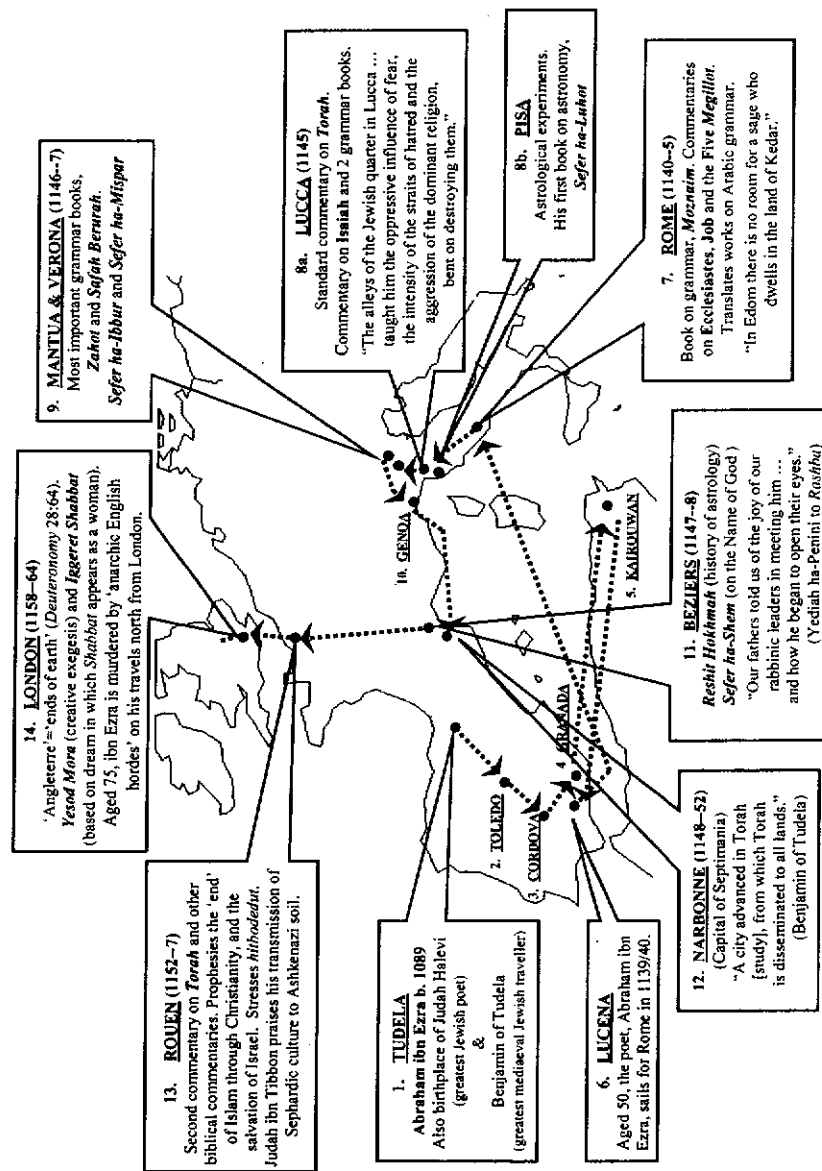 1. TUDELA
Abraham ibn Ezra b. 1089
Also birthplace of Judah Halevi
(greatest Jewish poet)
&
Benjamin of Tudela
(greatest mediaeval Jewish traveller)
2. TOLEDO
3. CORDOVA
4. GRANADA
5. KAIROUWAN
6. LUCENA
Aged 50, the poet, Abraham ibn
Ezra, sails for Rome in 1139/40.
7. ROME (1140–5)
Book on grammar, Moznaim. Commentaries
on Ecclesiastes, Job and the Five Megillot.
Translates works on Arabic grammar.
"In Edom there is no room for a sage who
dwells in the land of Kedar."
8a. LUCCA (1145)
Standard commentary on Torah.
Commentary on Isaiah and 2 grammar books.
"The alleys of the Jewish quarter in Lucca ...
taught him the oppressive influence of fear,
the intensity of the straits of hatred and the
aggression of the dominant religion,
bent on destroying them."
8b. PISA
Astrological experiments.
His first book on astronomy,
Sefer ha-Luhot
9. MANTUA & VERONA (1146–7)
Most important grammar books,
Zahot and Safah Berurah.
Sefer ha-Ibbur and Sefer ha-Mispar
10. GENOA
11. BEZIERS (1147–8)
Reshit Hokhmah (history of astrology)
Sefer ha-Shem (on the Name of God )
"Our fathers told us of the joy of our
rabbinic leaders in meeting him ...
and how he began to open their eyes."
(Yediah ha-Penini to Rashba)
12. NARBONNE (1148–52)
(Capital of Septimania)
"A city advanced in Torah
[study], from which Torah
is disseminated to all lands."
(Benjamin of Tudela)
13. ROUEN (1152–7)
Second commentary on Torah and other
biblical commentaries. Prophesies the 'end'
of Islam through Christianity, and the
salvation of Israel. Stresses hithodedut.
Judah ibn Tibbon praises his transmission of
Sephardic culture to Ashkenazi soil.
14. LONDON (1158–64)
'Angleterre'='ends of earth' (Deuteronomy 28:64).
Yesod Mora (creative exegesis) and Iggeret Shabbat
(based on dream in which Shabbat appears as a woman).
Aged 75, ibn Ezra is murdered by 'anarchic English
hordes' on his travels north from London.